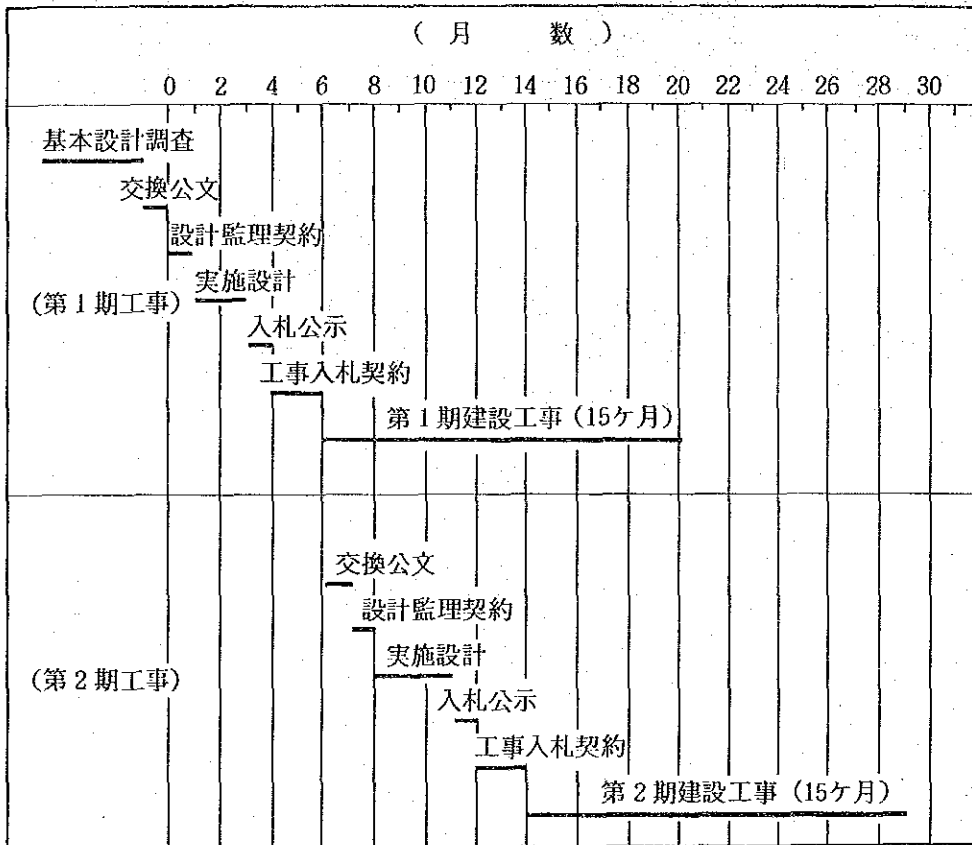 (月 数)
0 2 4 6 8 10 12 14 16 18 20 22 24 26 28 30
基本設計調査
交換公文
設計監理契約
実施設計
(第1期工事)
入札公示
工事入札契約
第1期建設工事(15ケ月)
交換公文
設計監理契約
実施設計
(第2期工事)
入札公示
工事入札契約
第2期建設工事(15ケ月)